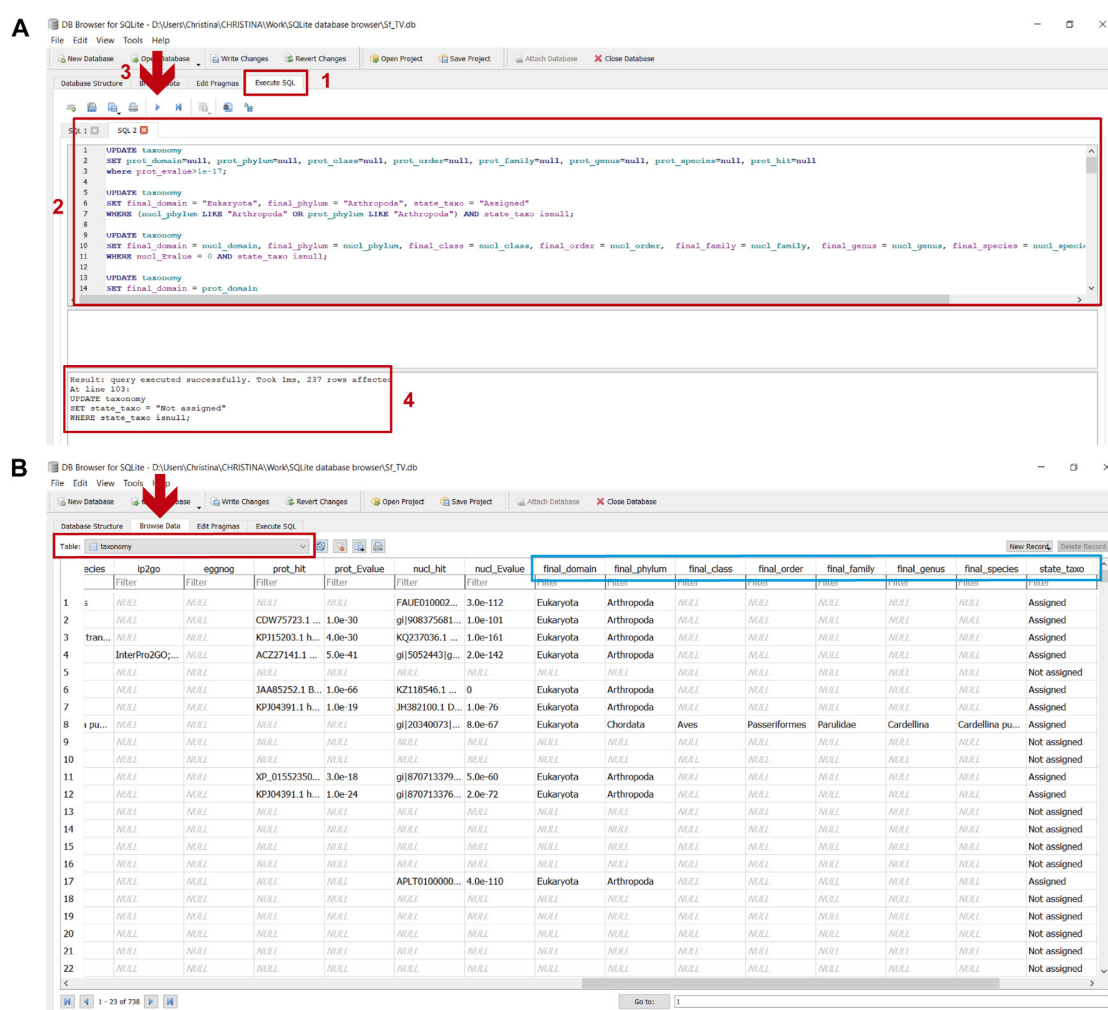 A
DB Browser for SQLite - D:\Users\Christina\CHRISTINA\Work\SQLite database browser\Sf_TV.db
File Edit View Tools Help
New Database Open Database Write Changes Revert Changes Open Project Save Project Attach Database Close Database
3
Database Structure Browse Data Edit Pragmas Execute SQL 1
SQL 1 SQL 2
2
1 UPDATE taxonomy
2 SET prot_domain=null, prot_phylum=null, prot_class=null, prot_order=null, prot_family=null, prot_genus=null, prot_species=null, prot_hit=null
3 where prot_evalue>1e-17;
4
5 UPDATE taxonomy
6 SET final_domain = "Eukaryota", final_phylum = "Arthropoda", state_taxo = "Assigned"
7 WHERE (nucl_phylum LIKE "Arthropoda" OR prot_phylum LIKE "Arthropoda") AND state_taxo isnull;
8
9 UPDATE taxonomy
10 SET final_domain = nucl_domain, final_phylum = nucl_phylum, final_class = nucl_class, final_order = nucl_order, final_family = nucl_family, final_genus = nucl_genus, final_species = nucl_specie
11 WHERE nucl_Evalue = 0 AND state_taxo isnull;
12
13 UPDATE taxonomy
14 SET final_domain = prot_domain
Result: query executed successfully. Took 1ms, 237 rows affected
At line 103:
UPDATE taxonomy
SET state_taxo = "Not assigned"
WHERE state_taxo isnull;
4
B
DB Browser for SQLite - D:\Users\Christina\CHRISTINA\Work\SQLite database browser\Sf_TV.db
File Edit View Tools
New Database Write Changes Revert Changes Open Project Save Project Attach Database Close Database
Database Structure Browse Data Edit Pragmas Execute SQL
Table: taxonomy New Record Delete Record
ecies ip2go eggnog prot_hit prot_Evalue nucl_hit nucl_Evalue final_domain final_phylum final_class final_order final_family final_genus final_species state_taxo
Filter Filter Filter Filter Filter Filter Filter Filter Filter Filter Filter Filter Filter Filter
1 s NULL NULL NULL NULL FAUE010002... 3.0e-112 Eukaryota Arthropoda NULL NULL NULL NULL NULL Assigned
2 NULL NULL CDW75723.1 ... 1.0e-30 gi|908375681... 1.0e-101 Eukaryota Arthropoda NULL NULL NULL NULL NULL Assigned
3 tran... NULL NULL KPJ15203.1 h... 4.0e-30 KQ237036.1 ... 1.0e-161 Eukaryota Arthropoda NULL NULL NULL NULL NULL Assigned
4 InterPro2GO;... NULL ACZ27141.1 ... 5.0e-41 gi|5052443|g... 2.0e-142 Eukaryota Arthropoda NULL NULL NULL NULL NULL Assigned
5 NULL NULL NULL NULL NULL NULL NULL NULL NULL NULL NULL NULL NULL Not assigned
6 NULL NULL JAA85252.1 B... 1.0e-66 KZ118546.1 ... 0 Eukaryota Arthropoda NULL NULL NULL NULL NULL Assigned
7 NULL NULL KPJ04391.1 h... 1.0e-19 JH382100.1 D... 1.0e-76 Eukaryota Arthropoda NULL NULL NULL NULL NULL Assigned
8 a pu... NULL NULL NULL NULL gi|20340073|... 8.0e-67 Eukaryota Chordata Aves Passeriformes Parulidae Cardellina Cardellina pu... Assigned
9 NULL NULL NULL NULL NULL NULL NULL NULL NULL NULL NULL NULL NULL Not assigned
10 NULL NULL NULL NULL NULL NULL NULL NULL NULL NULL NULL NULL NULL Not assigned
11 NULL NULL XP_01552350... 3.0e-18 gi|870713379... 5.0e-60 Eukaryota Arthropoda NULL NULL NULL NULL NULL Assigned
12 NULL NULL KPJ04391.1 h... 1.0e-24 gi|870713376... 2.0e-72 Eukaryota Arthropoda NULL NULL NULL NULL NULL Assigned
13 NULL NULL NULL NULL NULL NULL NULL NULL NULL NULL NULL NULL NULL Not assigned
14 NULL NULL NULL NULL NULL NULL NULL NULL NULL NULL NULL NULL NULL Not assigned
15 NULL NULL NULL NULL NULL NULL NULL NULL NULL NULL NULL NULL NULL Not assigned
16 NULL NULL NULL NULL NULL NULL NULL NULL NULL NULL NULL NULL NULL Not assigned
17 NULL NULL NULL NULL APLT0100000... 4.0e-110 Eukaryota Arthropoda NULL NULL NULL NULL NULL Assigned
18 NULL NULL NULL NULL NULL NULL NULL NULL NULL NULL NULL NULL NULL Not assigned
19 NULL NULL NULL NULL NULL NULL NULL NULL NULL NULL NULL NULL NULL Not assigned
20 NULL NULL NULL NULL NULL NULL NULL NULL NULL NULL NULL NULL NULL Not assigned
21 NULL NULL NULL NULL NULL NULL NULL NULL NULL NULL NULL NULL NULL Not assigned
22 NULL NULL NULL NULL NULL NULL NULL NULL NULL NULL NULL NULL NULL Not assigned
1 - 23 of 738 Go to: 1